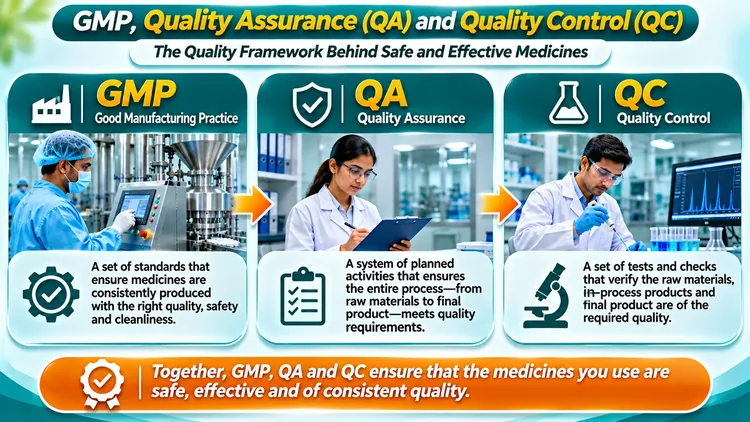 GMP, Quality Assurance (QA) and Quality Control (QC)
The Quality Framework Behind Safe and Effective Medicines
GMP
Good Manufacturing Practice
A set of standards that
ensure medicines are
consistently produced
with the right quality, safety
and cleanliness.
QA
Quality Assurance
A system of planned
activities that ensures
the entire process—from
raw materials to final
product—meets quality
requirements.
QC
Quality Control
A set of tests and checks
that verify the raw materials,
in-process products and
final product are of the
required quality.
Together, GMP, QA and QC ensure that the medicines you use are
safe, effective and of consistent quality.